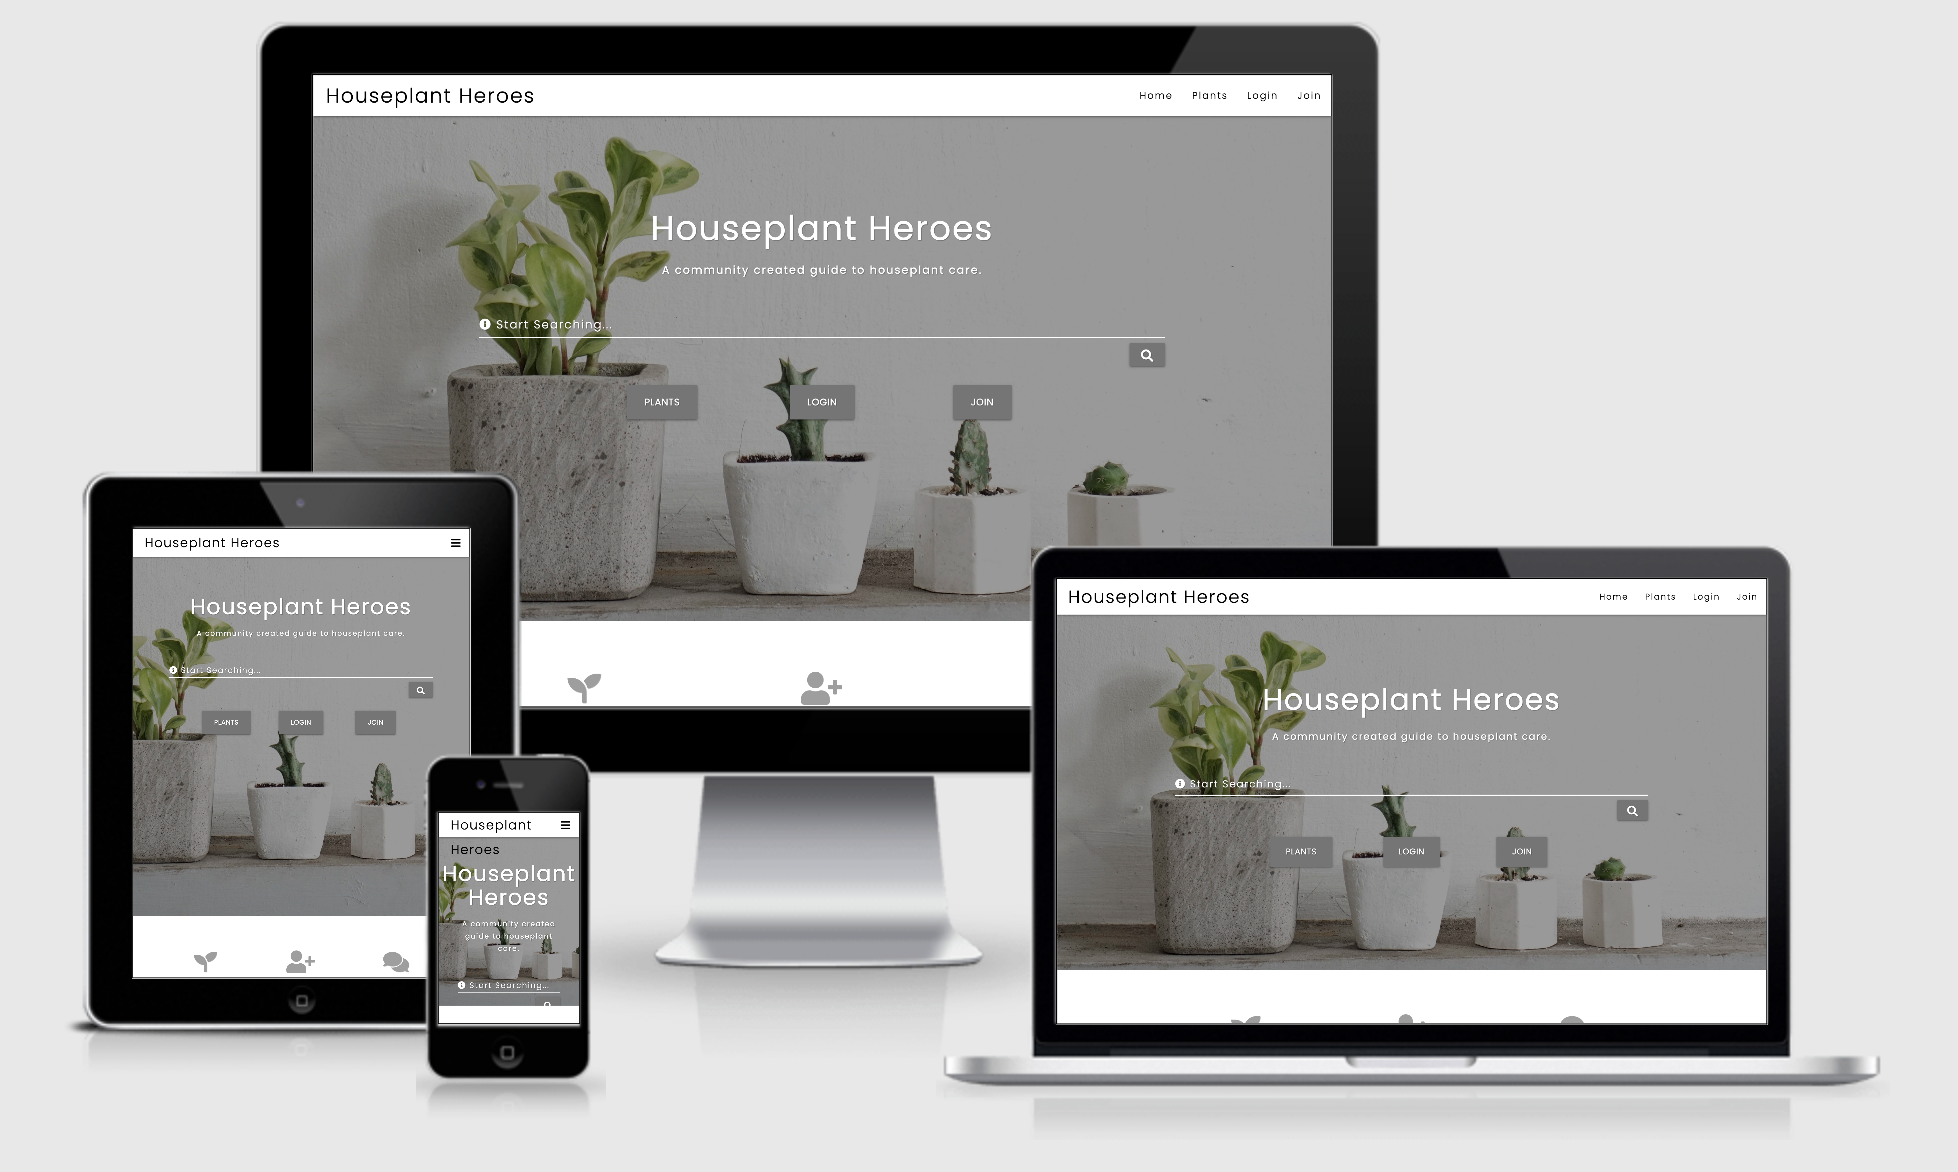 Houseplant Heroes
Home Plants Login Join
Houseplant Heroes
A community created guide to houseplant care.
Start Searching...
PLANTS LOGIN JOIN
Houseplant Heroes
Houseplant Heroes
A community created guide to houseplant care.
Start Searching...
PLANTS LOGIN JOIN
Houseplant
Heroes
Houseplant
Heroes
A community created
guide to houseplant
care.
Start Searching...
Houseplant Heroes
Home Plants Login Join
Houseplant Heroes
A community created guide to houseplant care.
Start Searching...
PLANTS LOGIN JOIN